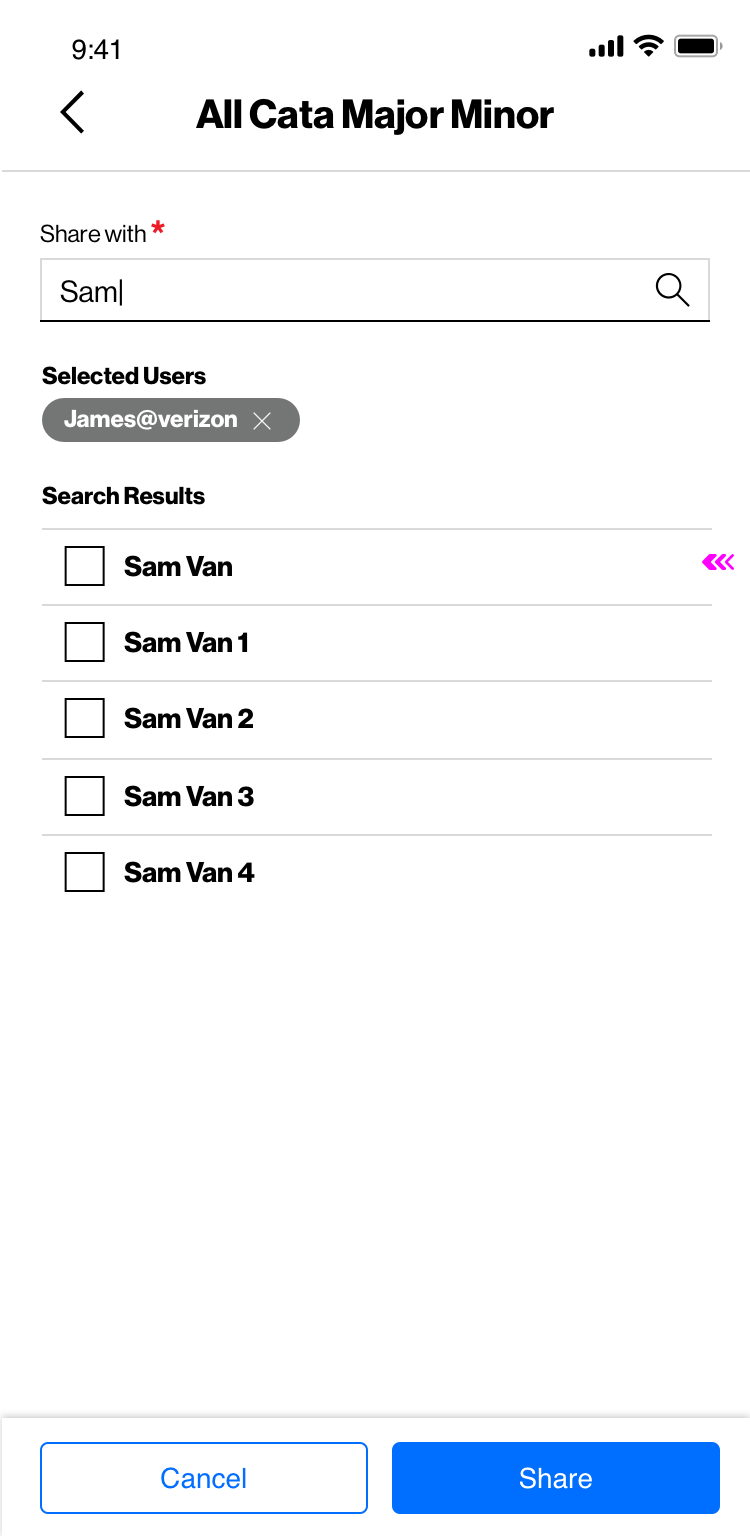 9:41
All Cata Major Minor
Share with *
Sam
Selected Users
James@verizon
Search Results
Sam Van
Sam Van 1
Sam Van 2
Sam Van 3
Sam Van 4
Cancel Share